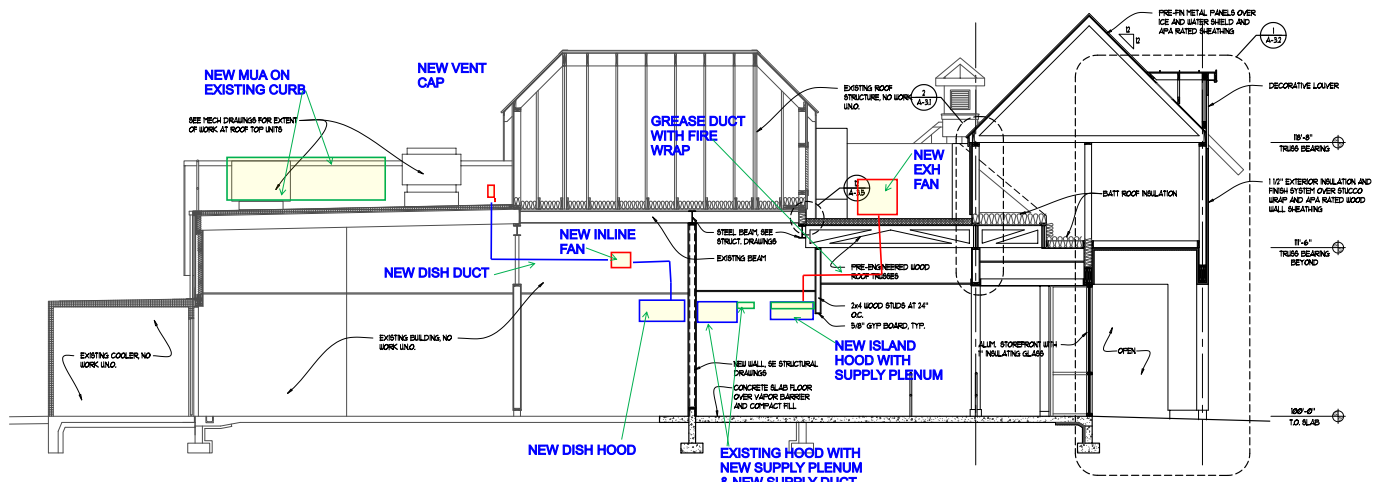 PRE-FIN METAL PANELS OVER
ICE AND WATER SHIELD AND
APA RATED SHEATHING
12
12
1
A-3.2
NEW MUA ON
EXISTING CURB
NEW VENT
CAP
SEE MECH DRAWINGS FOR EXTENT
OF WORK AT ROOF TOP UNITS
EXISTING ROOF
STRUCTURE, NO WORK
U.N.O.
2
A-3.1
DECORATIVE LOUVER
GREASE DUCT
WITH FIRE
WRAP
NEW
EXH
FAN
TRUSS BEARING
A-3.5
BATT ROOF INSULATION
1 1/2" EXTERIOR INSULATION AND
FINISH SYSTEM OVER STUCCO
WRAP AND APA RATED WOOD
WALL SHEATHING
STEEL BEAM, SEE
STRUCT. DRAWINGS
EXISTING BEAM
NEW INLINE
FAN
NEW DISH DUCT
PRE-ENGINEERED WOOD
ROOF TRUSSES
11'-6"
TRUSS BEARING
BEYOND
2x4 WOOD STUDS AT 24"
O.C.
5/8" GYP BOARD, TYP.
EXISTING COOLER, NO
WORK U.N.O.
EXISTING BUILDING, NO
WORK U.N.O.
NEW ISLAND
HOOD WITH
SUPPLY PLENUM
ALUM. STOREFRONT WITH
1" INSULATING GLASS
OPEN
NEW WALL, SE STRUCTURAL
DRAWINGS
CONCRETE SLAB FLOOR
OVER VAPOR BARRIER
AND COMPACT FILL
100'-0"
T.O. SLAB
NEW DISH HOOD
EXISTING HOOD WITH
NEW SUPPLY PLENUM
& NEW SUPPLY DUCT